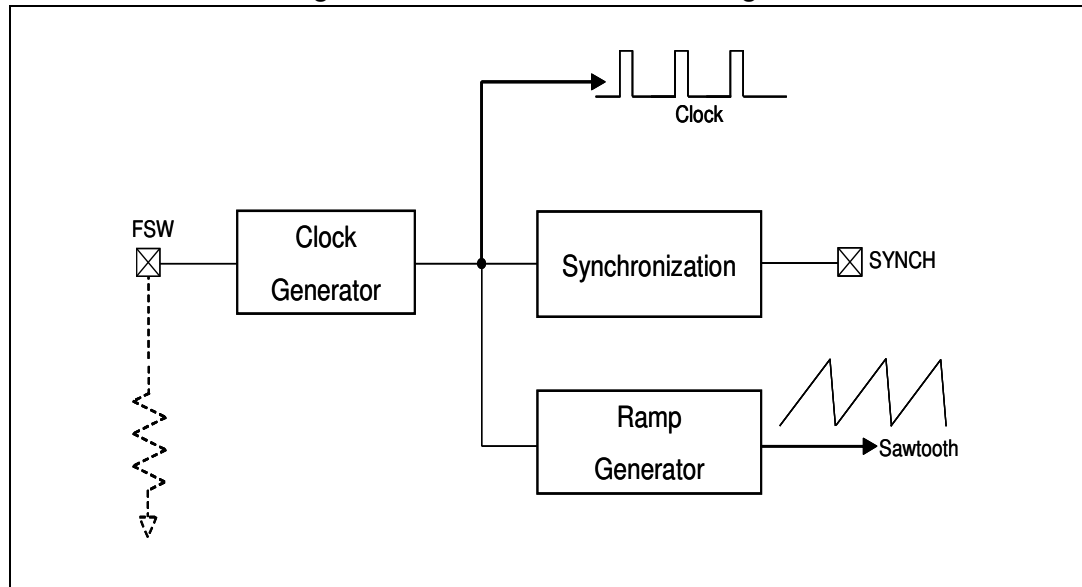 Clock
FSW
Clock
Generator
Synchronization
SYNCH
Ramp
Generator
Sawtooth